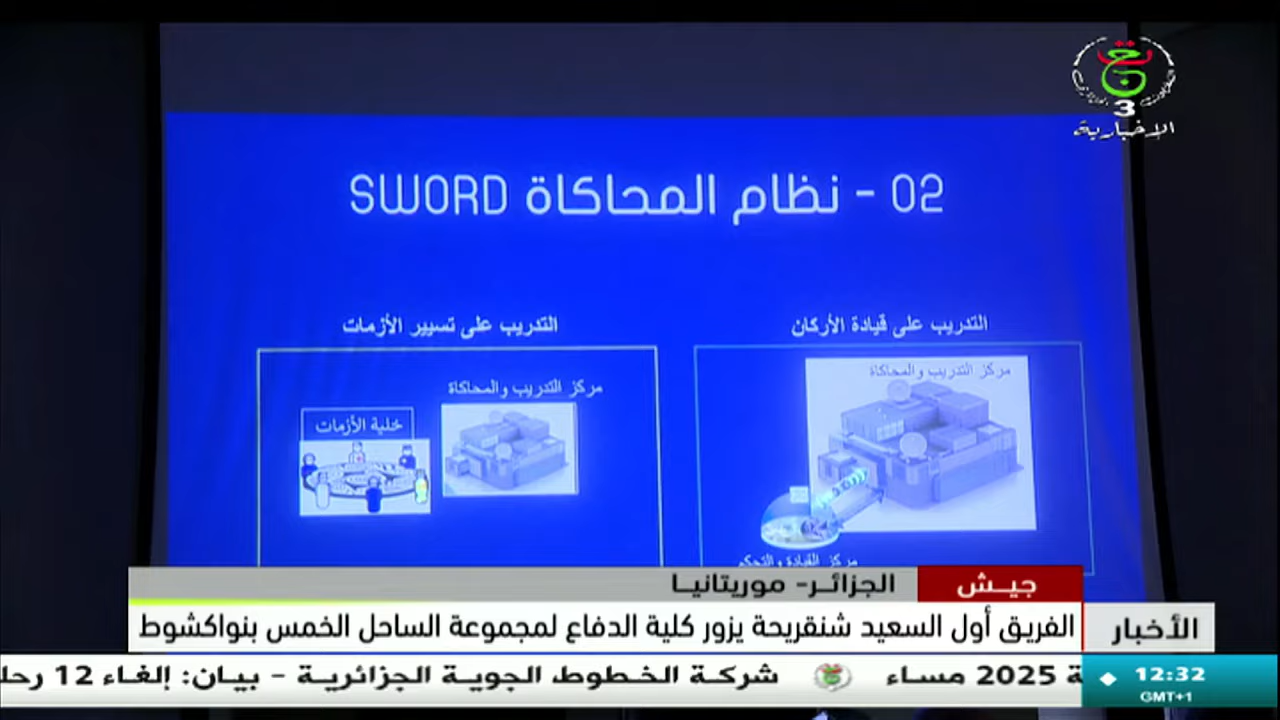 3
الإخبارية
02 - نظام المحاكاة SWORD
التدريب على قيادة الأركان
التدريب على تسيير الأزمات
مركز التدريب والمحاكاة
مركز التدريب والمحاكاة
خلية الأزمات
مركز القيادة والتحكم
جيش
الجزائر- موريتانيا
الأخبار
الفريق أول السعيد شنقريحة يزور كلية الدفاع لمجموعة الساحل الخمس بنواكشوط
2025 مساء
شركة الخطوط الجوية الجزائرية - بيان: إلغاء 12
12:32
GMT+1